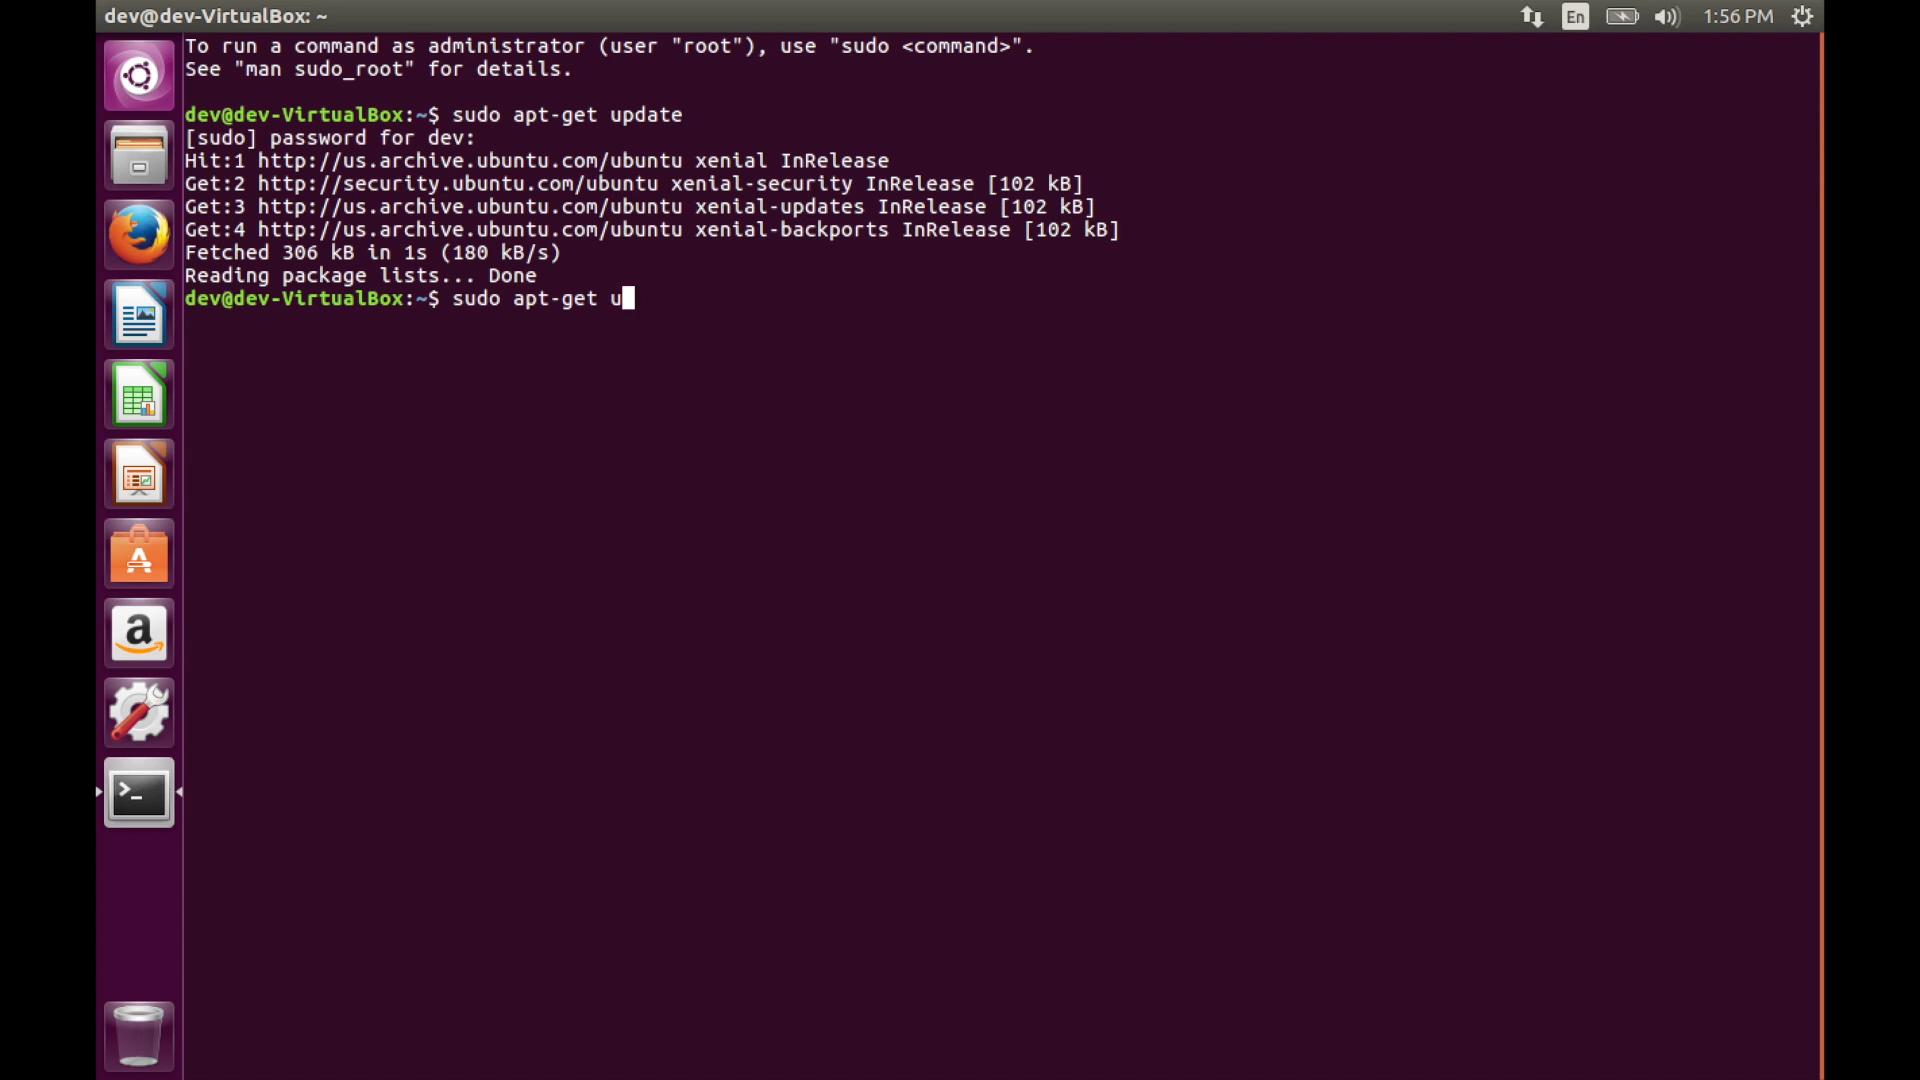 dev@dev-VirtualBox: ~
En
1:56 PM
To run a command as administrator (user "root"), use "sudo <command>".
See "man sudo_root" for details.
dev@dev-VirtualBox:~$ sudo apt-get update
[sudo] password for dev:
Hit:1 http://us.archive.ubuntu.com/ubuntu xenial InRelease
Get:2 http://security.ubuntu.com/ubuntu xenial-security InRelease [102 kB]
Get:3 http://us.archive.ubuntu.com/ubuntu xenial-updates InRelease [102 kB]
Get:4 http://us.archive.ubuntu.com/ubuntu xenial-backports InRelease [102 kB]
Fetched 306 kB in 1s (180 kB/s)
Reading package lists... Done
dev@dev-VirtualBox:~$ sudo apt-get u